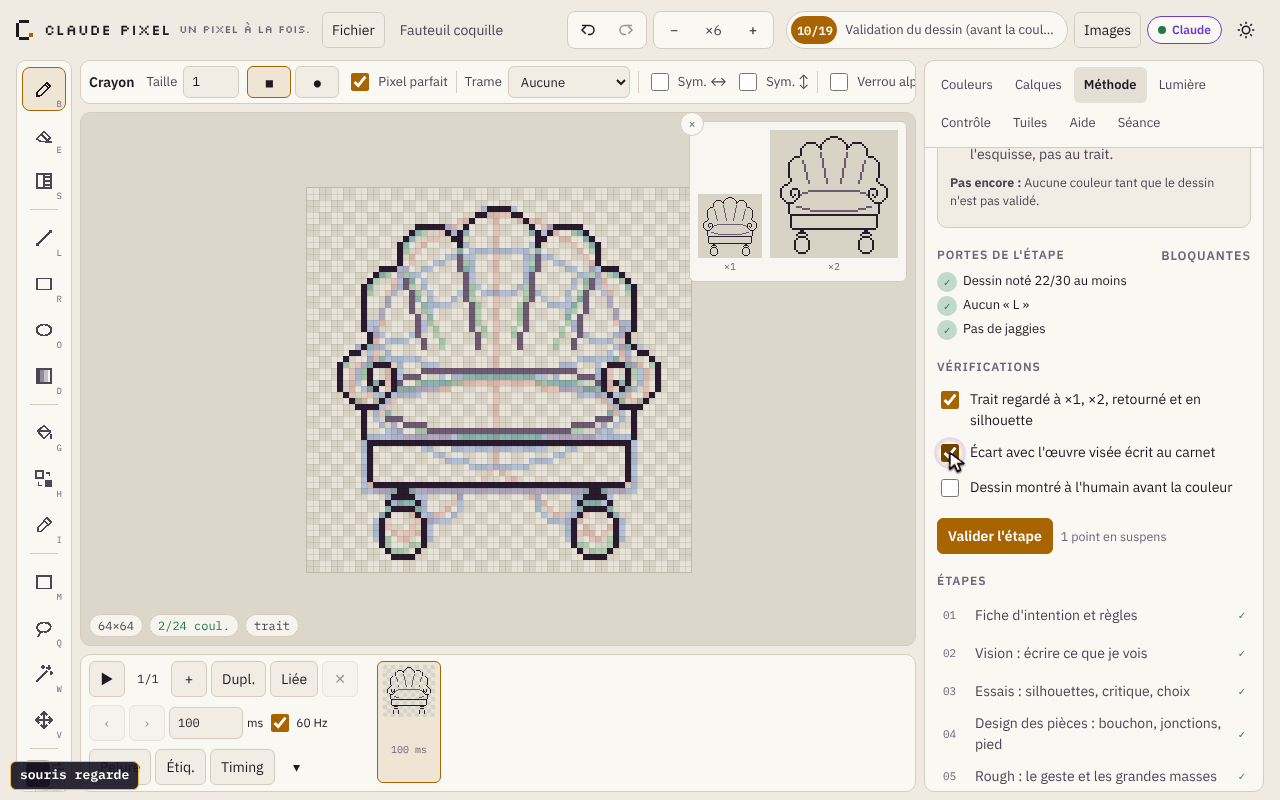 CLAUDE PIXEL UN PIXEL À LA FOIS.
Fichier
Fauteuil coquille
− ×6 +
10/19 Validation du dessin (avant la coul…
Images
Claude
Crayon Taille 1
Pixel parfait
Trame Aucune
Sym. ↔
Sym. ↕
Verrou alp
B
E
S
L
R
O
D
G
H
I
M
Q
W
V
×
×1
×2
64×64
2/24 coul.
trait
1/1
+
Dupl.
Liée
×
‹
›
100 ms
60 Hz
Étiq.
Timing
▼
100 ms
souris regarde
Couleurs
Calques
Méthode
Lumière
Contrôle
Tuiles
Aide
Séance
l'esquisse, pas au trait.
Pas encore : Aucune couleur tant que le dessin
n'est pas validé.
PORTES DE L'ÉTAPE BLOQUANTES
✓ Dessin noté 22/30 au moins
✓ Aucun « L »
✓ Pas de jaggies
VÉRIFICATIONS
Trait regardé à ×1, ×2, retourné et en
silhouette
Écart avec l'œuvre visée écrit au carnet
Dessin montré à l'humain avant la couleur
Valider l'étape 1 point en suspens
ÉTAPES
01 Fiche d'intention et règles ✓
02 Vision : écrire ce que je vois ✓
03 Essais : silhouettes, critique, choix ✓
04 Design des pièces : bouchon, jonctions,
pied ✓
05 Rough : le geste et les grandes masses ✓